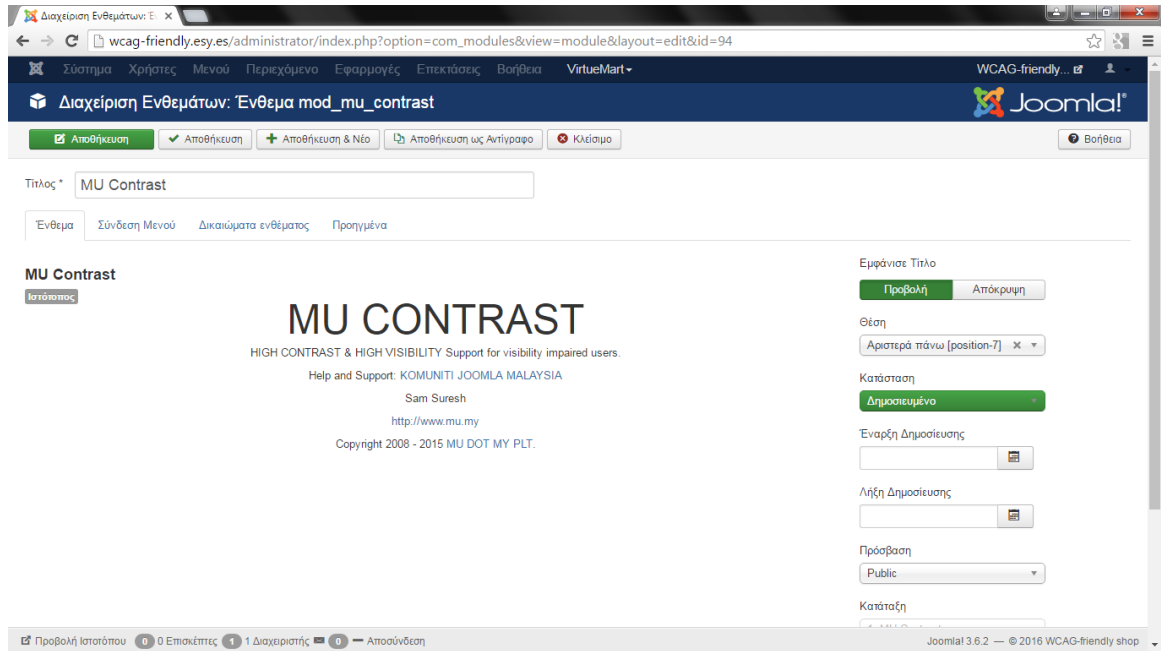 Διαχείριση Ενθεμάτων: Έ
wcag-friendly.esy.es/administrator/index.php?option=com_modules&view=module&layout=edit&id=94
Σύστημα Χρήστες Μενού Περιεχόμενο Εφαρμογές Επεκτάσεις Βοήθεια VirtueMart WCAG-friendly...
Διαχείριση Ενθεμάτων: Ένθεμα mod_mu_contrast Joomla!®
Αποθήκευση Αποθήκευση Αποθήκευση & Νέο Αποθήκευση ως Αντίγραφο Κλείσιμο Βοήθεια
Τίτλος * MU Contrast
Ένθεμα Σύνδεση Μενού Δικαιώματα ενθέματος Προηγμένα
MU Contrast
Ιστότοπος
MU CONTRAST
HIGH CONTRAST & HIGH VISIBILITY Support for visibility impaired users.
Help and Support: KOMUNITI JOOMLA MALAYSIA
Sam Suresh
http://www.mu.my
Copyright 2008 - 2015 MU DOT MY PLT.
Εμφάνισε Τίτλο
Προβολή Απόκρυψη
Θέση
Αριστερά πάνω [position-7]
Κατάσταση
Δημοσιευμένο
Έναρξη Δημοσίευσης
Λήξη Δημοσίευσης
Πρόσβαση
Public
Κατάταξη
Προβολή Ιστοτόπου 0 0 Επισκέπτες 1 1 Διαχειριστής 0 Αποσύνδεση Joomla! 3.6.2 — © 2016 WCAG-friendly shop